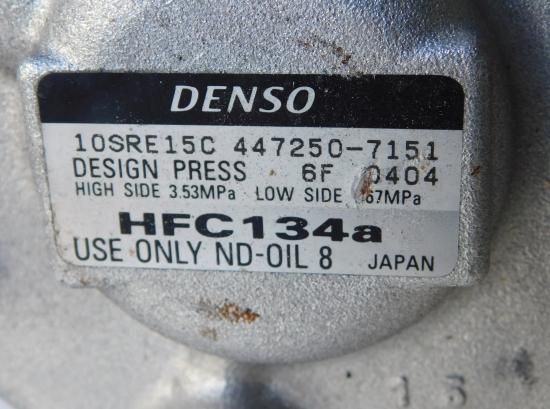 DENSO
10SRE15C 447250-7151
DESIGN PRESS 6F 0404
HIGH SIDE 3.53MPa LOW SIDE .67MPa
HFC134a
USE ONLY ND-OIL 8 JAPAN